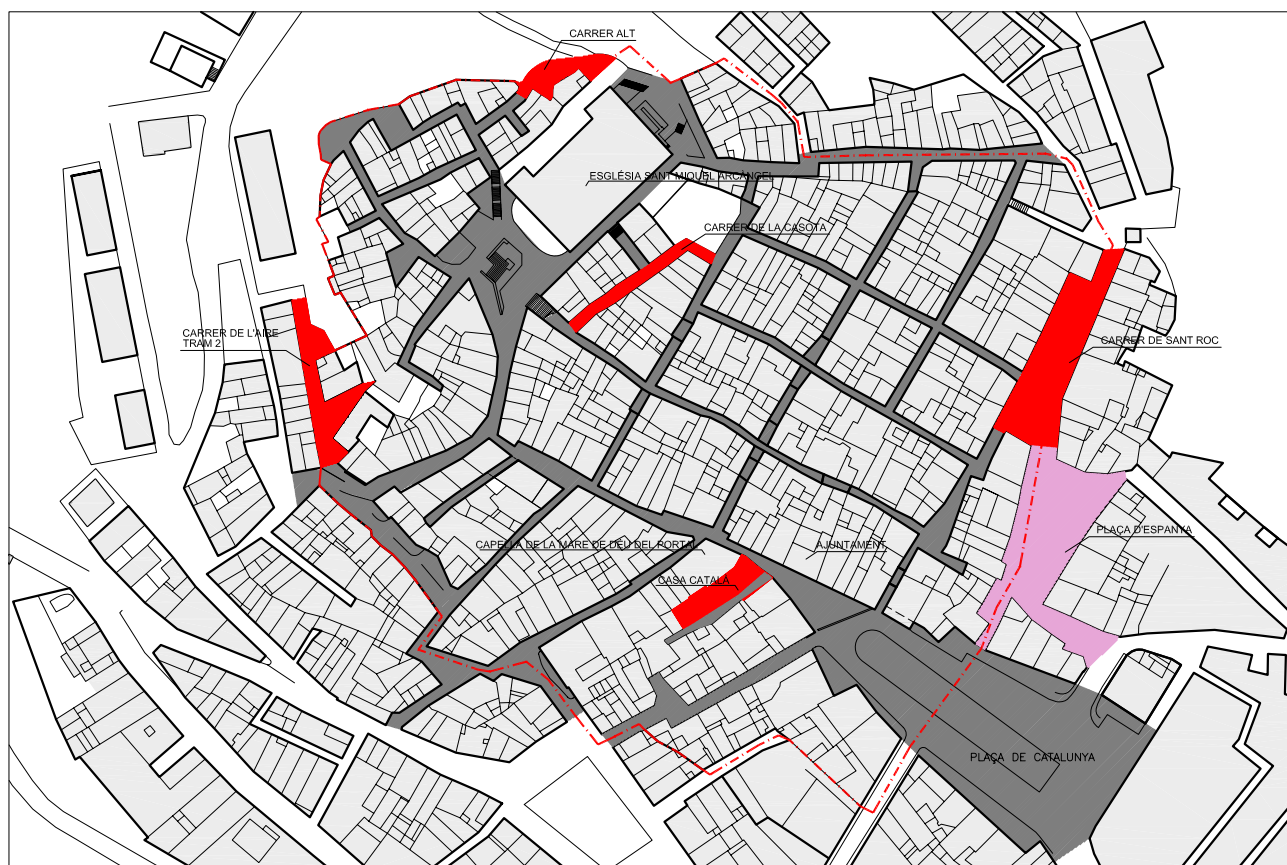 CARRER ALT
ESGLÉSIA SANT MIQUEL ARCÀNGEL
CARRER DE LA CASOTA
CARRER DE L'AIRE
TRAM 2
CARRER DE SANT ROC
PLAÇA D'ESPANYA
CAPELLA DE LA MARE DE DÉU DEL PORTAL
AJUNTAMENT
CASA CATALÀ
PLAÇA DE CATALUNYA